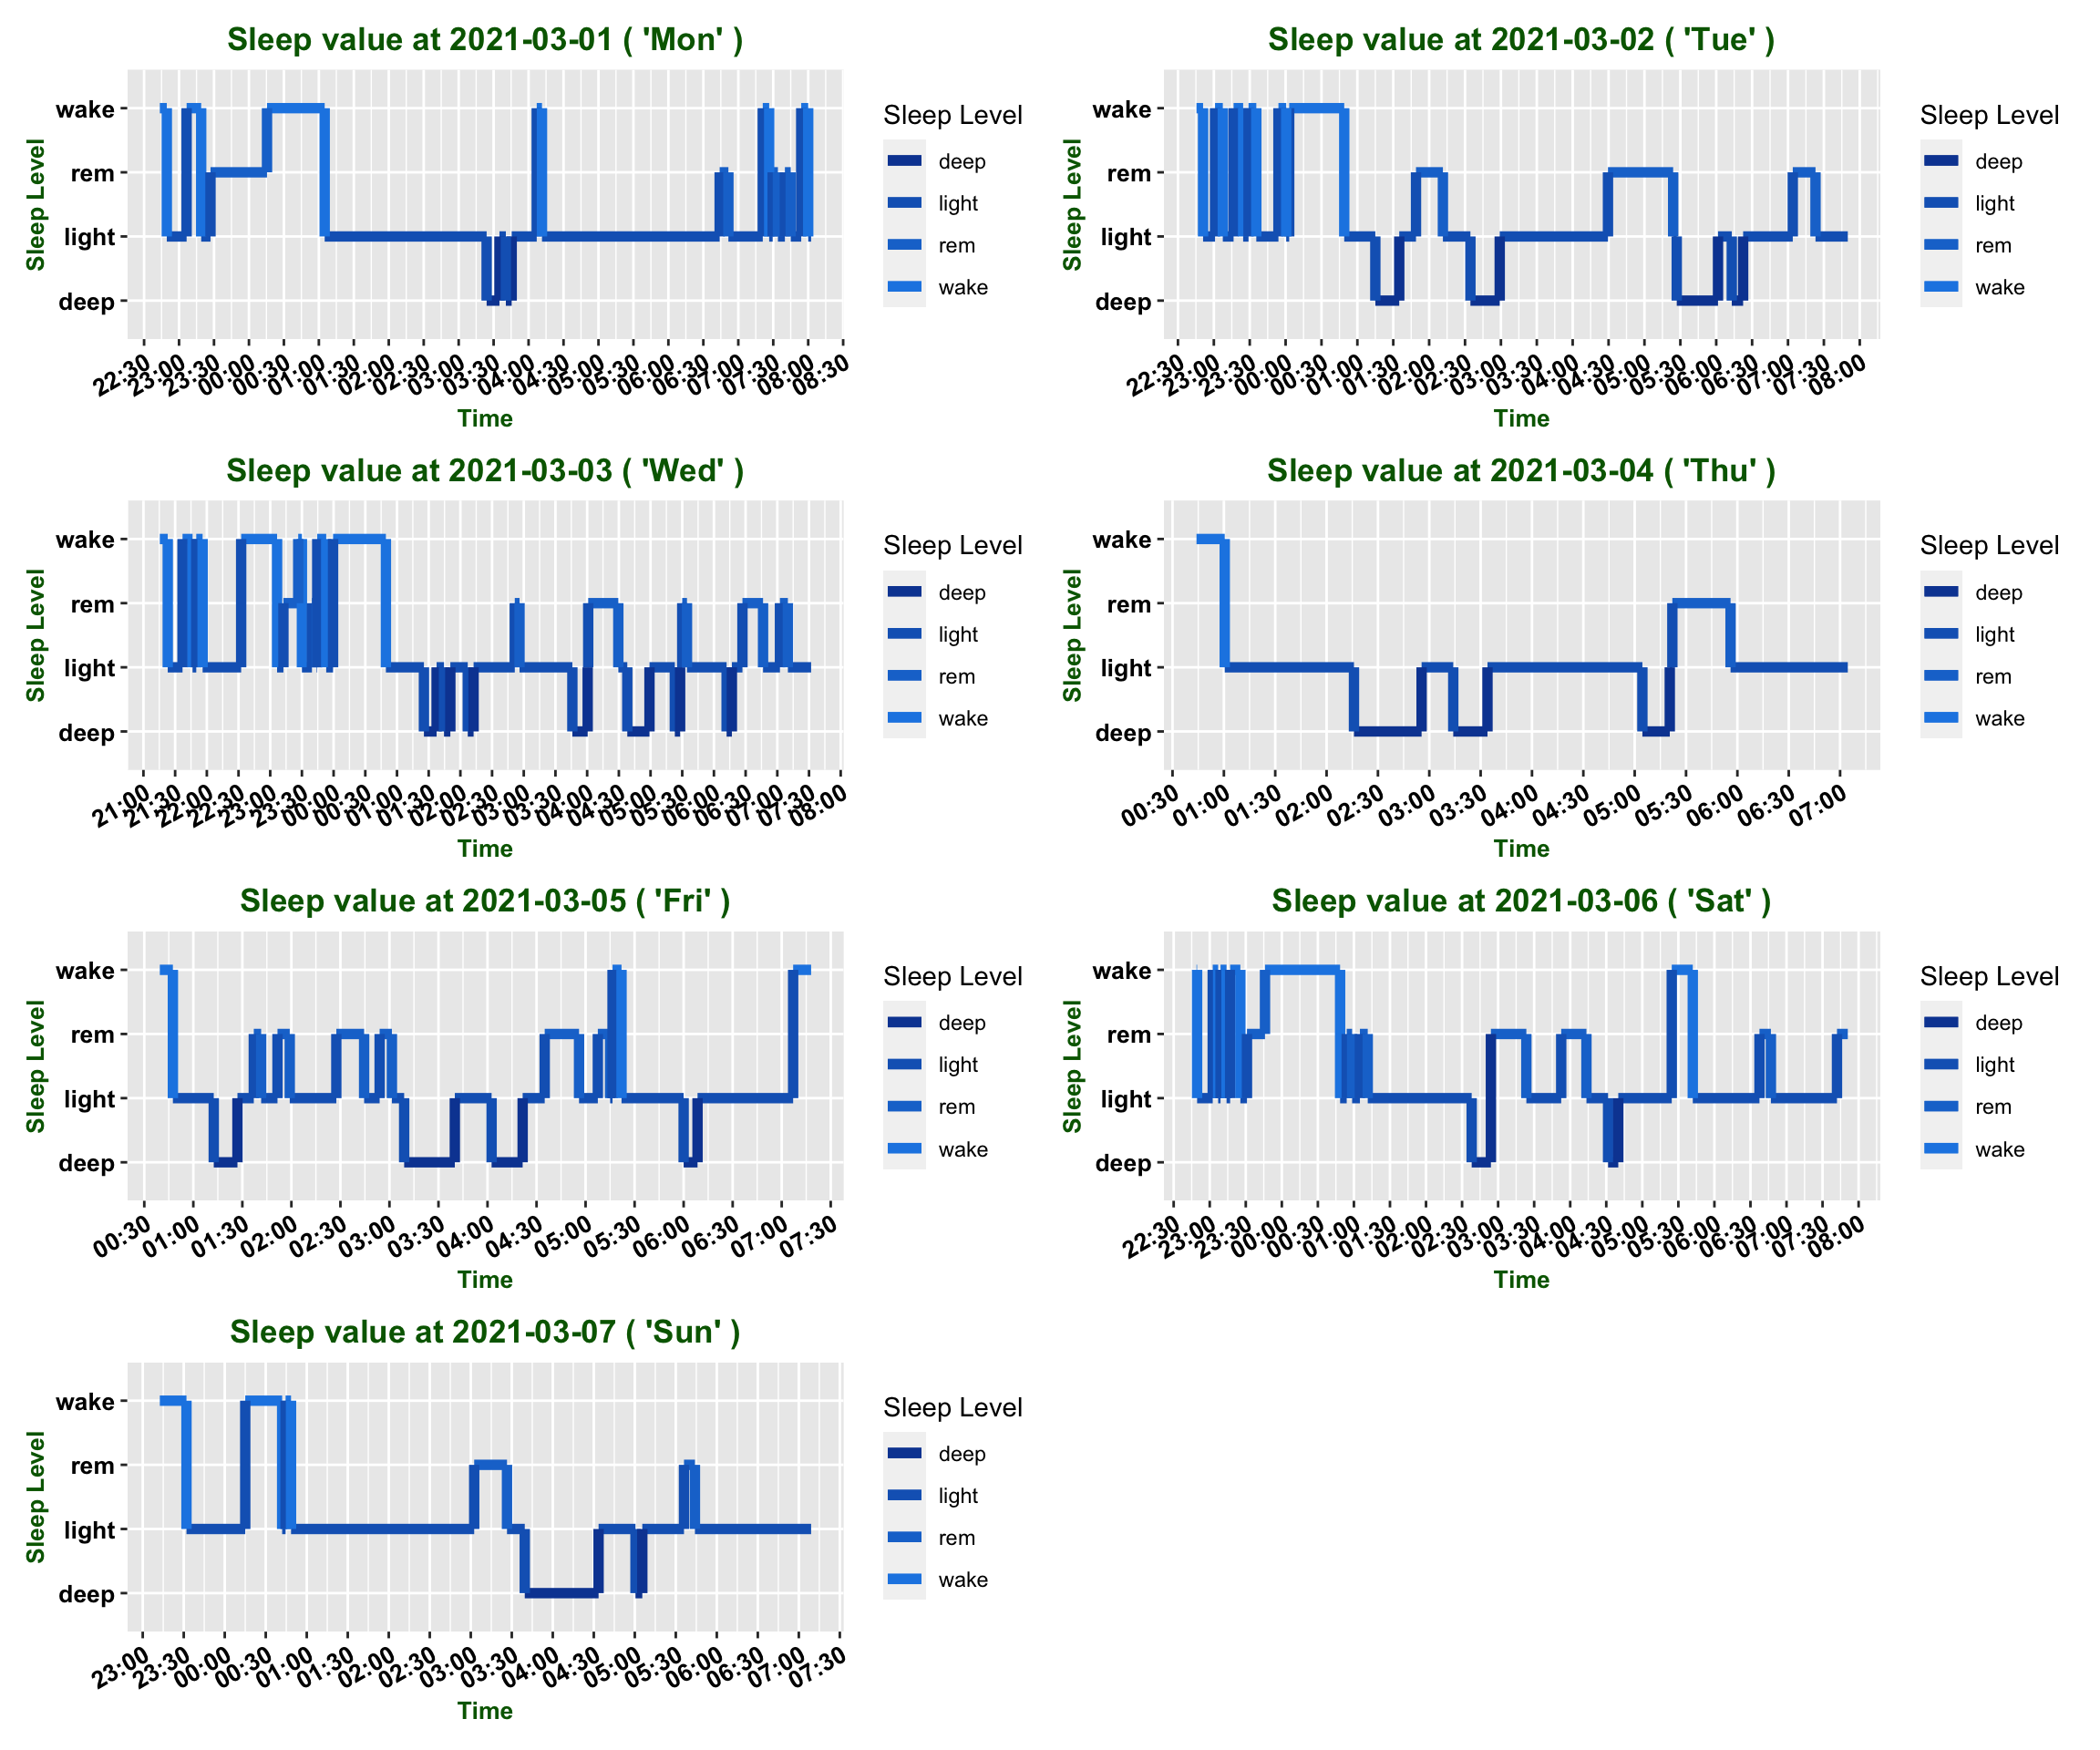 Sleep value at 2021-03-01 ( 'Mon' )
Sleep Level
wake
rem
light
deep
22:30 23:00 23:30 00:00 00:30 01:00 01:30 02:00 02:30 03:00 03:30 04:00 04:30 05:00 05:30 06:00 06:30 07:00 07:30 08:00 08:30
Time
Sleep Level
deep
light
rem
wake
Sleep value at 2021-03-02 ( 'Tue' )
Sleep Level
wake
rem
light
deep
22:30 23:00 23:30 00:00 00:30 01:00 01:30 02:00 02:30 03:00 03:30 04:00 04:30 05:00 05:30 06:00 06:30 07:00 07:30 08:00
Time
Sleep Level
deep
light
rem
wake
Sleep value at 2021-03-03 ( 'Wed' )
Sleep Level
wake
rem
light
deep
21:00 21:30 22:00 22:30 23:00 23:30 00:00 00:30 01:00 01:30 02:00 02:30 03:00 03:30 04:00 04:30 05:00 05:30 06:00 06:30 07:00 07:30 08:00
Time
Sleep Level
deep
light
rem
wake
Sleep value at 2021-03-04 ( 'Thu' )
Sleep Level
wake
rem
light
deep
00:30 01:00 01:30 02:00 02:30 03:00 03:30 04:00 04:30 05:00 05:30 06:00 06:30 07:00
Time
Sleep Level
deep
light
rem
wake
Sleep value at 2021-03-05 ( 'Fri' )
Sleep Level
wake
rem
light
deep
00:30 01:00 01:30 02:00 02:30 03:00 03:30 04:00 04:30 05:00 05:30 06:00 06:30 07:00 07:30
Time
Sleep Level
deep
light
rem
wake
Sleep value at 2021-03-06 ( 'Sat' )
Sleep Level
wake
rem
light
deep
22:30 23:00 23:30 00:00 00:30 01:00 01:30 02:00 02:30 03:00 03:30 04:00 04:30 05:00 05:30 06:00 06:30 07:00 07:30 08:00
Time
Sleep Level
deep
light
rem
wake
Sleep value at 2021-03-07 ( 'Sun' )
Sleep Level
wake
rem
light
deep
23:00 23:30 00:00 00:30 01:00 01:30 02:00 02:30 03:00 03:30 04:00 04:30 05:00 05:30 06:00 06:30 07:00 07:30
Time
Sleep Level
deep
light
rem
wake